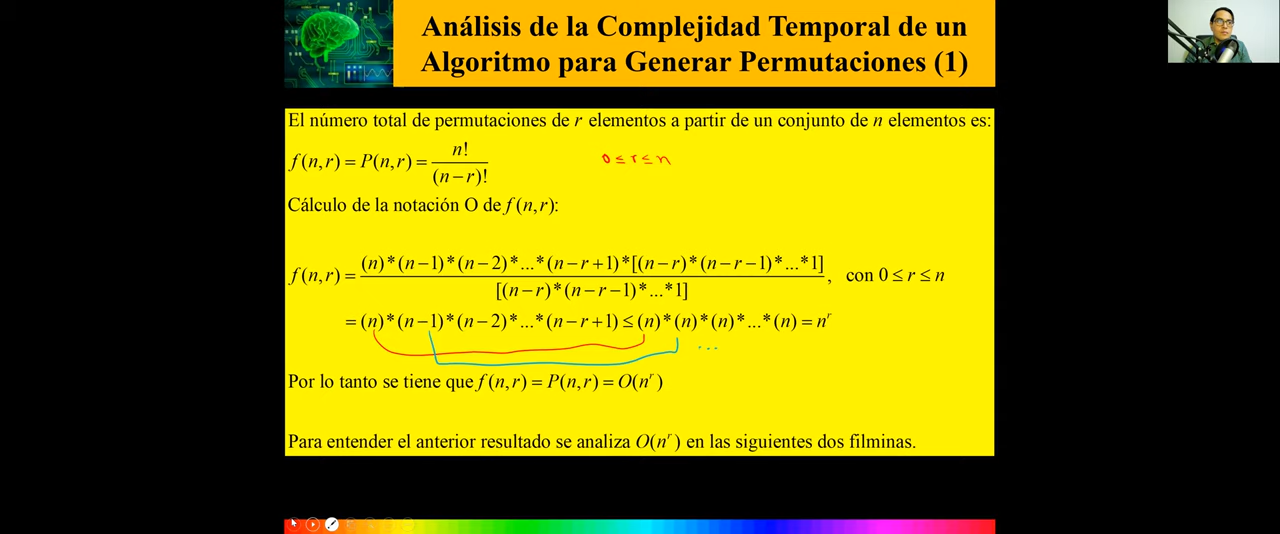 Análisis de la Complejidad Temporal de un
Algoritmo para Generar Permutaciones (1)
El número total de permutaciones de r elementos a partir de un conjunto de n elementos es:
f(n,r) = P(n,r) = n! / (n−r)!
0 ≤ r ≤ n
Cálculo de la notación O de f(n,r):
f(n,r) = (n)*(n−1)*(n−2)*...*(n−r+1)*[(n−r)*(n−r−1)*...*1] / [(n−r)*(n−r−1)*...*1], con 0 ≤ r ≤ n
= (n)*(n−1)*(n−2)*...*(n−r+1) ≤ (n)*(n)*(n)*...*(n) = n^r
...
Por lo tanto se tiene que f(n,r) = P(n,r) = O(n^r)
Para entender el anterior resultado se analiza O(n^r) en las siguientes dos filminas.